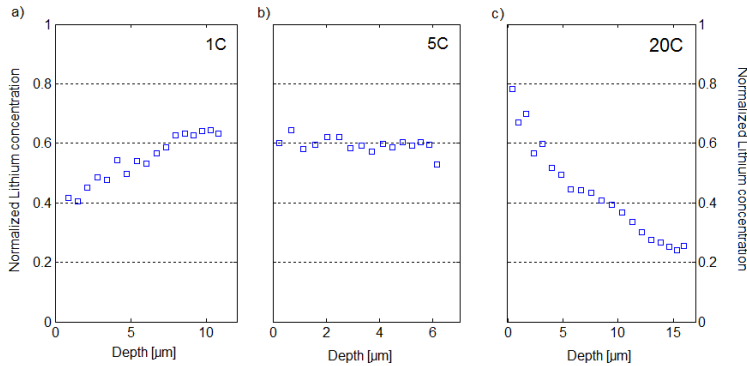 a)
1C
Normalized Lithium concentration
1
0.8
0.6
0.4
0.2
0
0 5 10
Depth [µm]
b)
5C
0 2 4 6
Depth [µm]
c)
20C
1
0.8
0.6
0.4
0.2
0
0 5 10 15
Depth [µm]
Normalized Lithium concentration